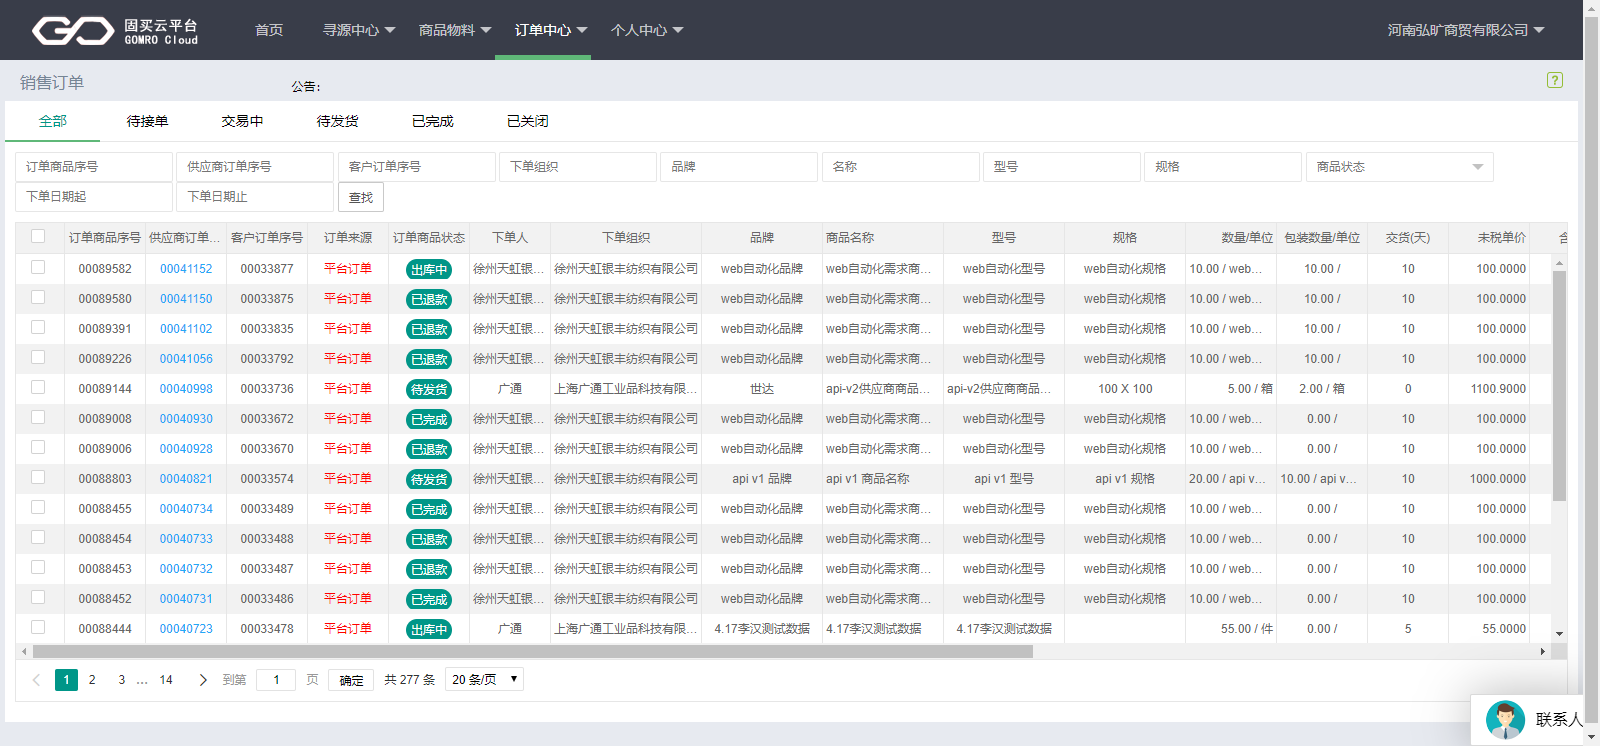 固买云平台
GOMRO Cloud
首页 寻源中心 商品物料 订单中心 个人中心 河南弘旷商贸有限公司
销售订单 公告: ?
全部 待接单 交易中 待发货 已完成 已关闭
订单商品序号 供应商订单序号 客户订单序号 下单组织 品牌 名称 型号 规格 商品状态
下单日期起 下单日期止 查找
订单商品序号 供应商订单... 客户订单序号 订单来源 订单商品状态 下单人 下单组织 品牌 商品名称 型号 规格 数量/单位 包装数量/单位 交货(天) 未税单价 含
00089582 00041152 00033877 平台订单 出库中 徐州天虹银... 徐州天虹银丰纺织有限公司 web自动化品牌 web自动化需求商... web自动化型号 web自动化规格 10.00 / web... 10.00 / 10 100.0000
00089580 00041150 00033875 平台订单 已退款 徐州天虹银... 徐州天虹银丰纺织有限公司 web自动化品牌 web自动化需求商... web自动化型号 web自动化规格 10.00 / web... 10.00 / 10 100.0000
00089391 00041102 00033835 平台订单 已退款 徐州天虹银... 徐州天虹银丰纺织有限公司 web自动化品牌 web自动化需求商... web自动化型号 web自动化规格 10.00 / web... 10.00 / 10 100.0000
00089226 00041056 00033792 平台订单 已退款 徐州天虹银... 徐州天虹银丰纺织有限公司 web自动化品牌 web自动化需求商... web自动化型号 web自动化规格 10.00 / web... 10.00 / 10 100.0000
00089144 00040998 00033736 平台订单 待发货 广通 上海广通工业品科技有限... 世达 api-v2供应商商品... api-v2供应商商品... 100 X 100 5.00 / 箱 2.00 / 箱 0 1100.9000
00089008 00040930 00033672 平台订单 已完成 徐州天虹银... 徐州天虹银丰纺织有限公司 web自动化品牌 web自动化需求商... web自动化型号 web自动化规格 10.00 / web... 0.00 / 10 100.0000
00089006 00040928 00033670 平台订单 已退款 徐州天虹银... 徐州天虹银丰纺织有限公司 web自动化品牌 web自动化需求商... web自动化型号 web自动化规格 10.00 / web... 0.00 / 10 100.0000
00088803 00040821 00033574 平台订单 待发货 徐州天虹银... 徐州天虹银丰纺织有限公司 api v1 品牌 api v1 商品名称 api v1 型号 api v1 规格 20.00 / api v... 10.00 / api v... 10 1000.0000
00088455 00040734 00033489 平台订单 已完成 徐州天虹银... 徐州天虹银丰纺织有限公司 web自动化品牌 web自动化需求商... web自动化型号 web自动化规格 10.00 / web... 0.00 / 10 100.0000
00088454 00040733 00033488 平台订单 已退款 徐州天虹银... 徐州天虹银丰纺织有限公司 web自动化品牌 web自动化需求商... web自动化型号 web自动化规格 10.00 / web... 0.00 / 10 100.0000
00088453 00040732 00033487 平台订单 已退款 徐州天虹银... 徐州天虹银丰纺织有限公司 web自动化品牌 web自动化需求商... web自动化型号 web自动化规格 10.00 / web... 0.00 / 10 100.0000
00088452 00040731 00033486 平台订单 已完成 徐州天虹银... 徐州天虹银丰纺织有限公司 web自动化品牌 web自动化需求商... web自动化型号 web自动化规格 10.00 / web... 0.00 / 10 100.0000
00088444 00040723 00033478 平台订单 出库中 广通 上海广通工业品科技有限... 4.17李汉测试数据 4.17李汉测试数据 4.17李汉测试数据 55.00 / 件 0.00 / 5 55.0000
1 2 3 ... 14 到第 1 页 确定 共 277 条 20 条/页
联系人